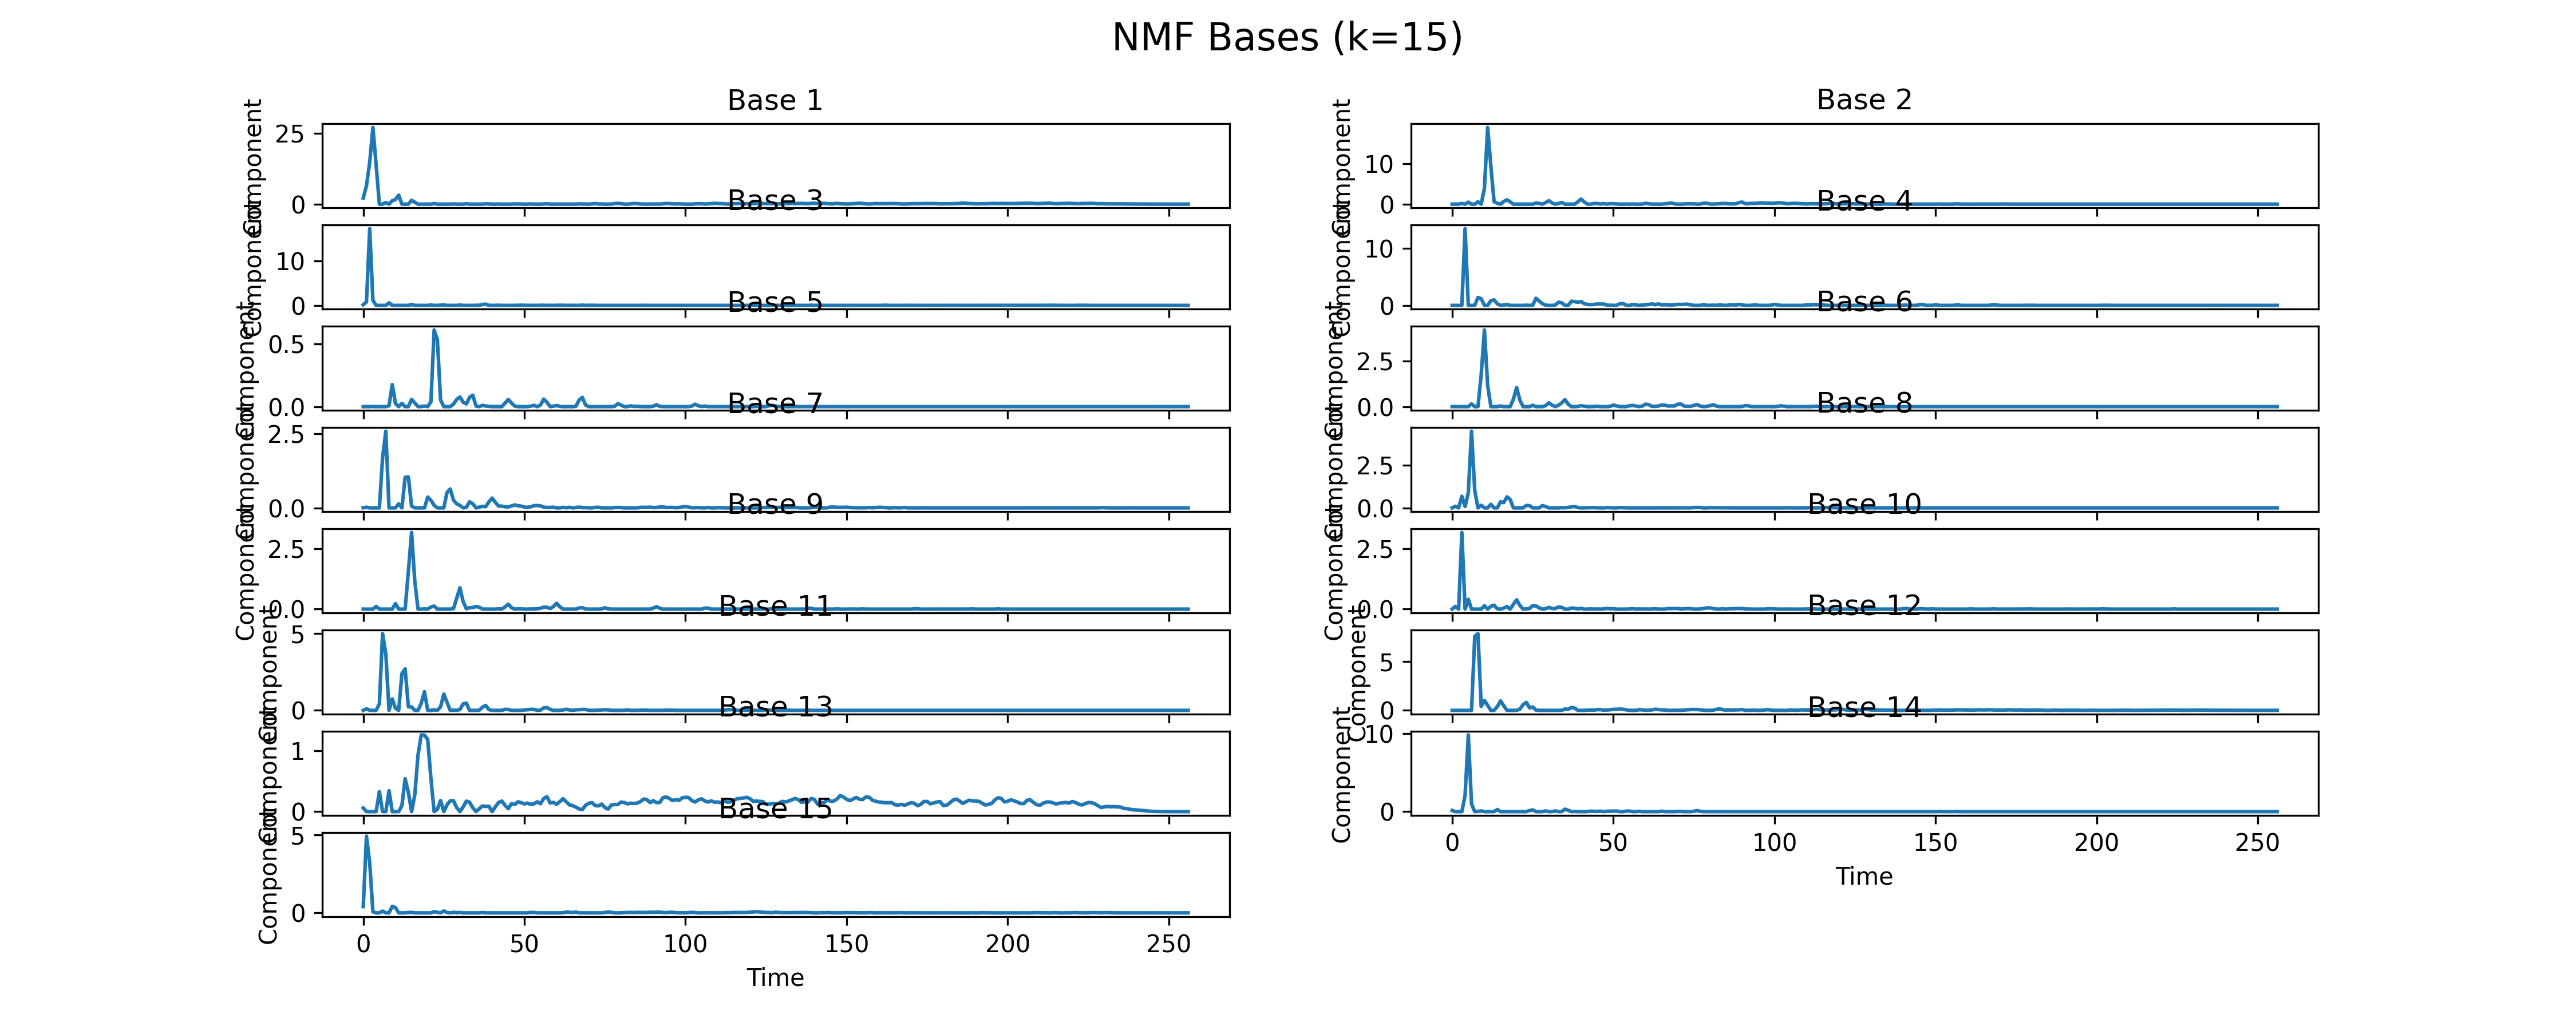 NMF Bases (k=15)
Base 1
Component
25
0
Base 2
Component
10
0
Base 3
Component
10
0
Base 4
Component
10
0
Base 5
Component
0.5
0.0
Base 6
Component
2.5
0.0
Base 7
Component
2.5
0.0
Base 8
Component
2.5
0.0
Base 9
Component
2.5
0.0
Base 10
Component
2.5
0.0
Base 11
Component
5
0
Base 12
Component
5
0
Base 13
Component
1
0
Base 14
Component
10
0
0 50 100 150 200 250
Time
Base 15
Component
5
0
0 50 100 150 200 250
Time